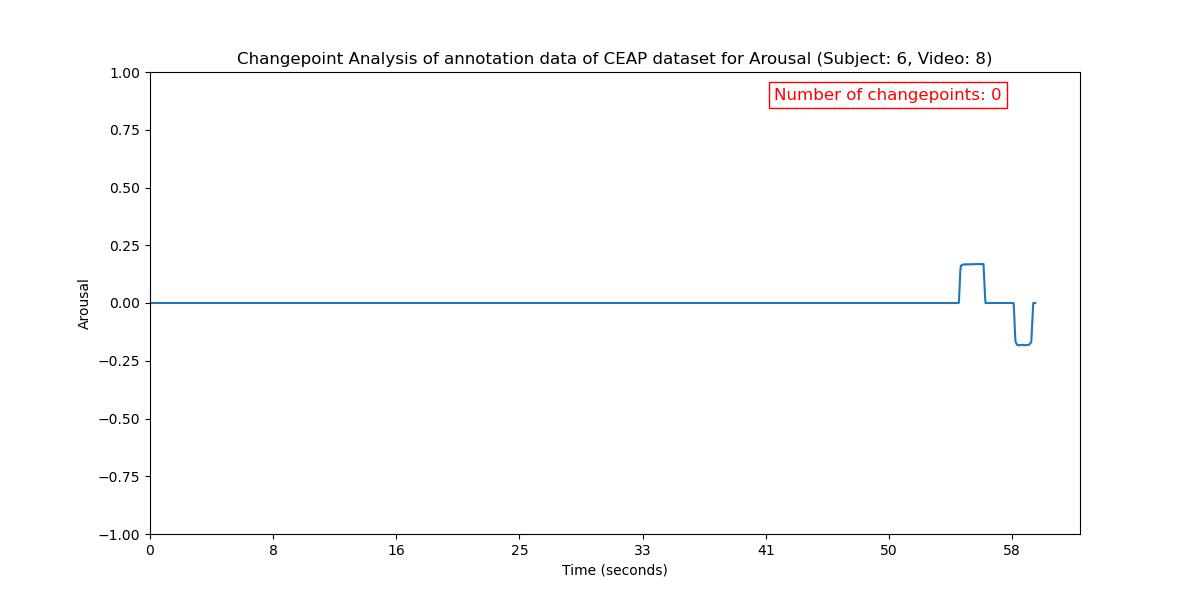 Changepoint Analysis of annotation data of CEAP dataset for Arousal (Subject: 6, Video: 8)
Number of changepoints: 0
1.00
0.75
0.50
0.25
0.00
−0.25
−0.50
−0.75
−1.00
Arousal
0 8 16 25 33 41 50 58
Time (seconds)